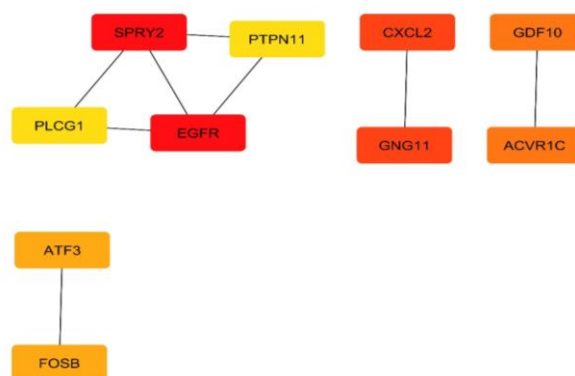 SPRY2
PTPN11
CXCL2
GDF10
PLCG1
EGFR
GNG11
ACVR1C
ATF3
FOSB